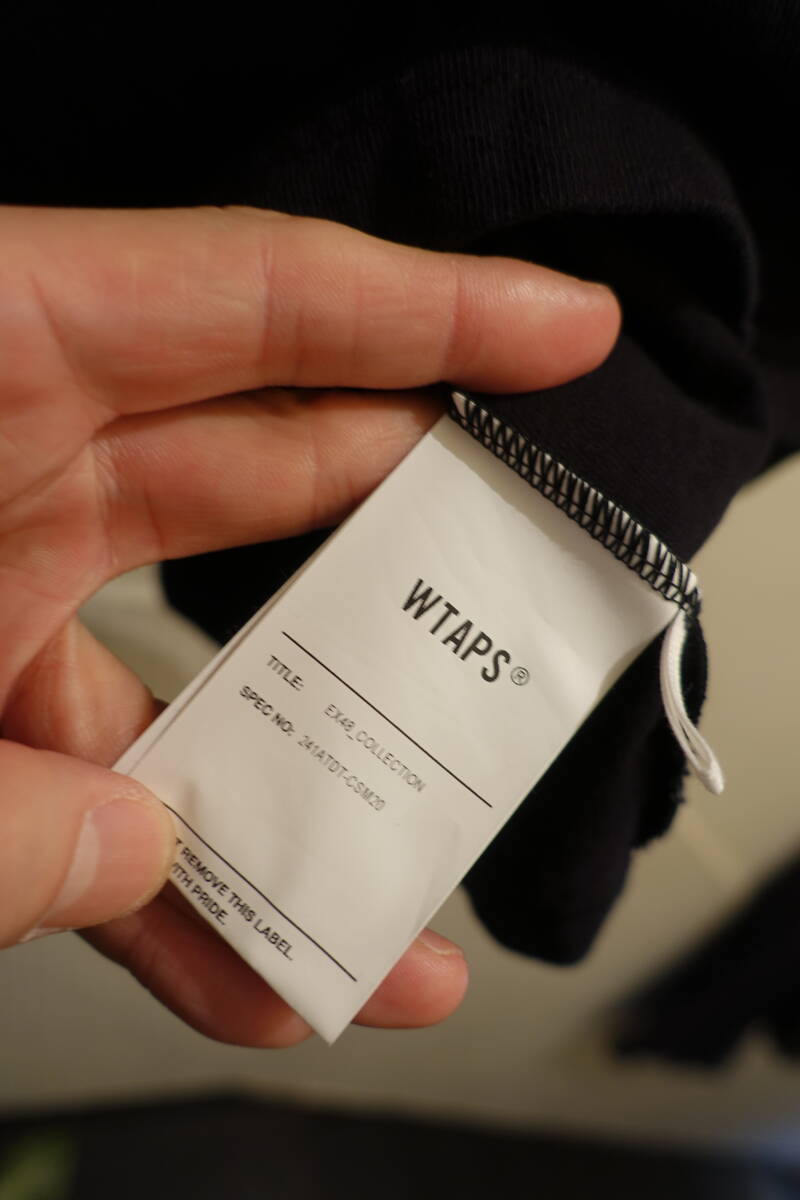 WTAPS®
TITLE: EX48_COLLECTION
SPEC NO: 241ATDT-CSM20
T REMOVE THIS LABEL.
WITH PRIDE.